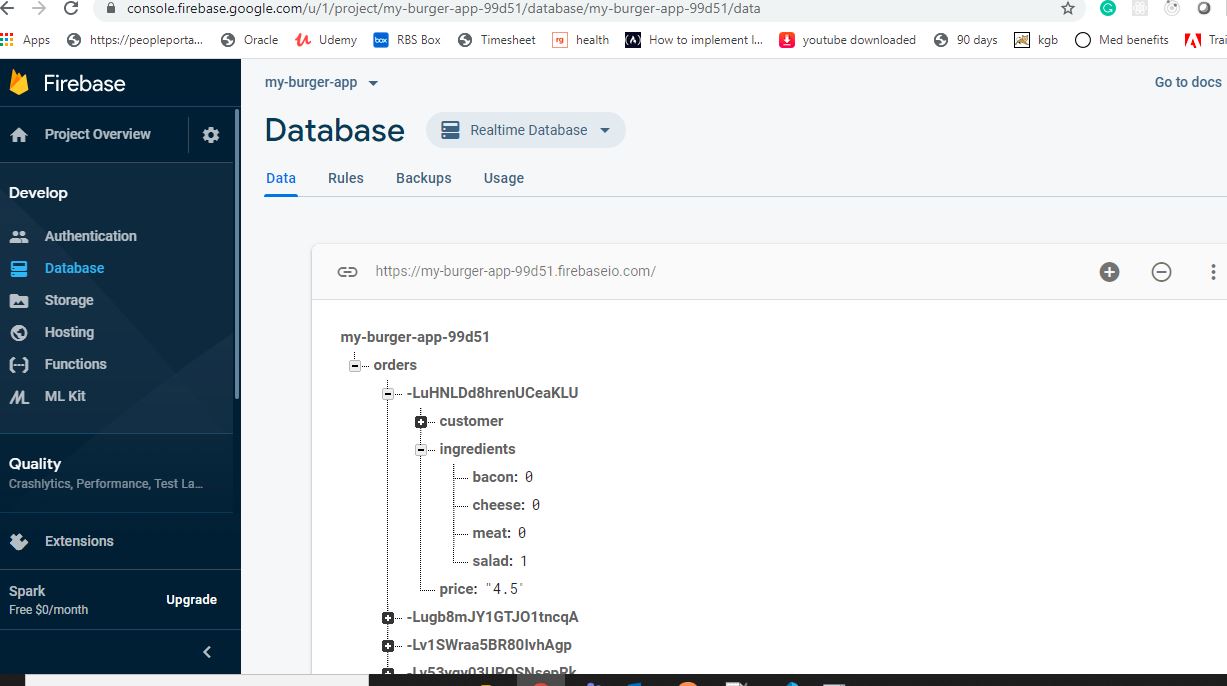 console.firebase.google.com/u/1/project/my-burger-app-99d51/database/my-burger-app-99d51/data
Apps https://peopleporta... Oracle Udemy box RBS Box Timesheet rg health How to implement I... youtube downloaded 90 days kgb Med benefits Trai
Firebase
my-burger-app
Go to docs
Project Overview
Database
Realtime Database
Data Rules Backups Usage
Develop
Authentication
Database
Storage
Hosting
Functions
ML Kit
Quality
Crashlytics, Performance, Test La...
Extensions
Spark
Free $0/month
Upgrade
https://my-burger-app-99d51.firebaseio.com/
my-burger-app-99d51
orders
-LuHNLDd8hrenUCeaKLU
customer
ingredients
bacon: 0
cheese: 0
meat: 0
salad: 1
price: "4.5"
-Lugb8mJY1GTJO1tncqA
-Lv1SWraa5BR80IvhAgp